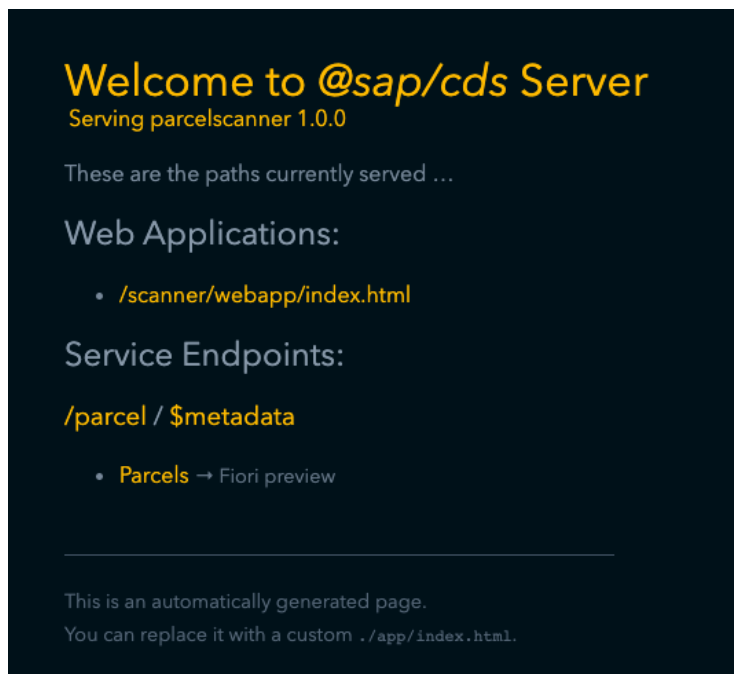 Welcome to @sap/cds Server
Serving parcelscanner 1.0.0
These are the paths currently served …
Web Applications:
• /scanner/webapp/index.html
Service Endpoints:
/parcel / $metadata
• Parcels → Fiori preview
This is an automatically generated page.
You can replace it with a custom ./app/index.html.